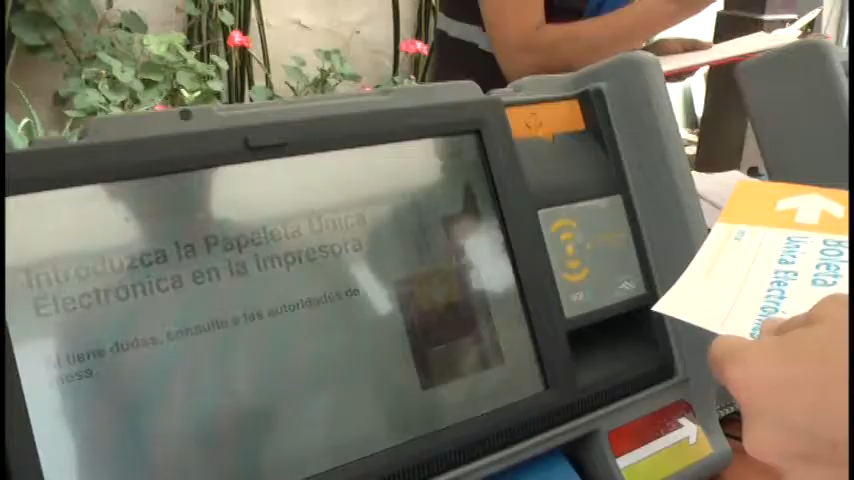 Introduzca la Papeleta Única
Electrónica en la impresora
Si tiene dudas, consulte a las autoridades de
mesa.
Boleta
Única Electrónica